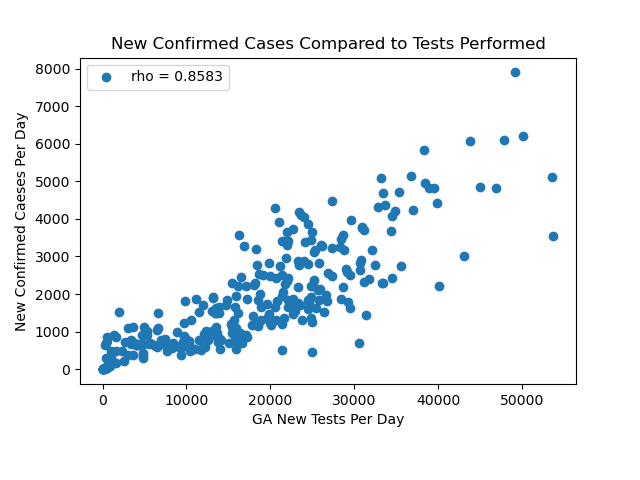 New Confirmed Cases Compared to Tests Performed
rho = 0.8583
8000
7000
6000
5000
4000
3000
2000
1000
0
New Confirmed Caeses Per Day
0 10000 20000 30000 40000 50000
GA New Tests Per Day